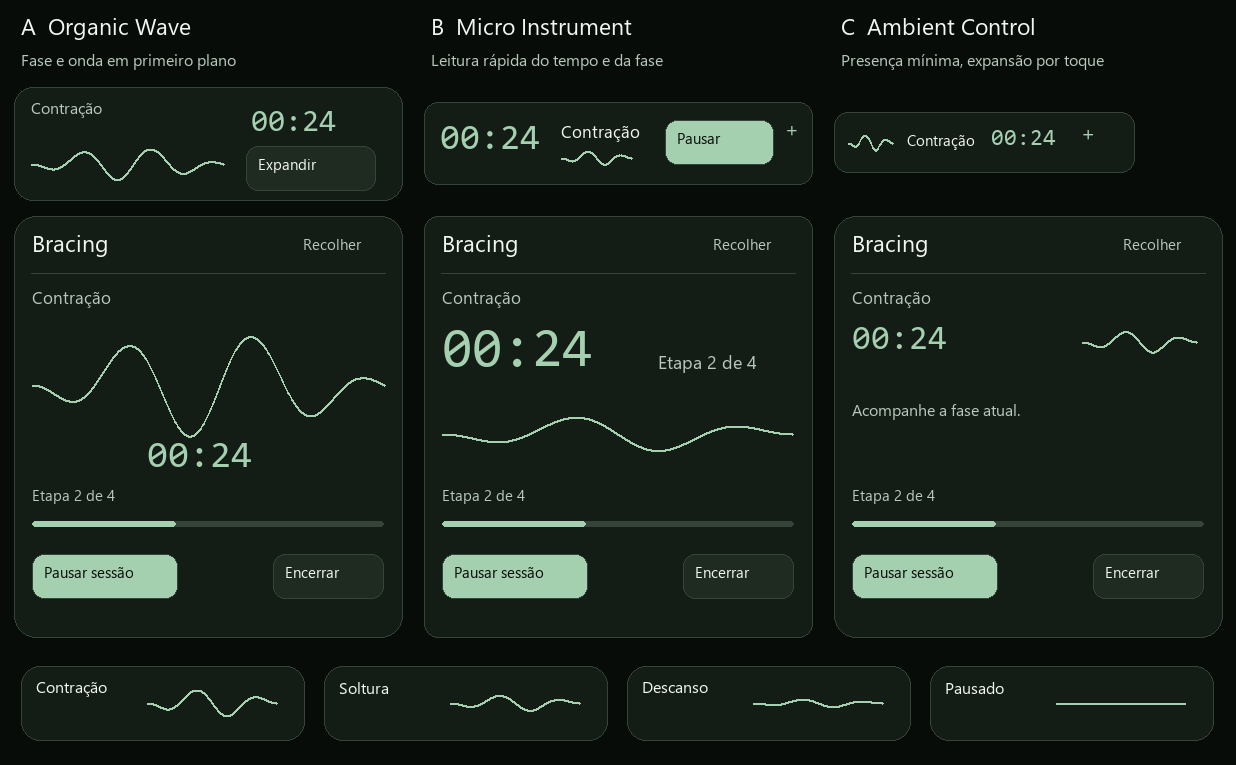 A Organic Wave
Fase e onda em primeiro plano
Contração
00:24
Expandir
Bracing
Recolher
Contração
00:24
Etapa 2 de 4
Pausar sessão
Encerrar
B Micro Instrument
Leitura rápida do tempo e da fase
00:24
Contração
Pausar
+
Bracing
Recolher
Contração
00:24
Etapa 2 de 4
Etapa 2 de 4
Pausar sessão
Encerrar
C Ambient Control
Presença mínima, expansão por toque
Contração
00:24
+
Bracing
Recolher
Contração
00:24
Acompanhe a fase atual.
Etapa 2 de 4
Pausar sessão
Encerrar
Contração
Soltura
Descanso
Pausado